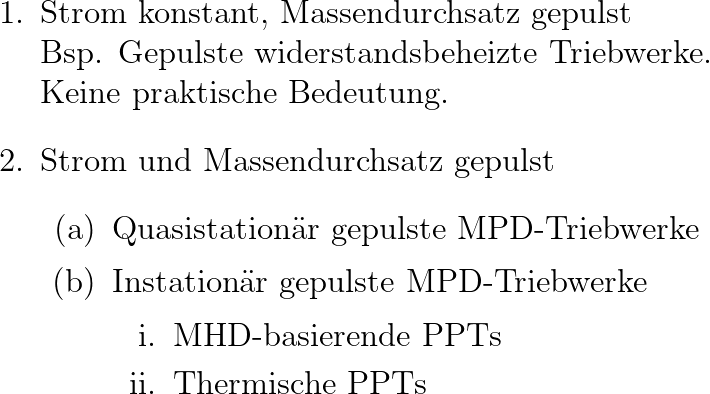 1. Strom konstant, Massendurchsatz gepulst
Bsp. Gepulste widerstandsbeheizte Triebwerke.
Keine praktische Bedeutung.
2. Strom und Massendurchsatz gepulst
(a) Quasistationär gepulste MPD-Triebwerke
(b) Instationär gepulste MPD-Triebwerke
i. MHD-basierende PPTs
ii. Thermische PPTs